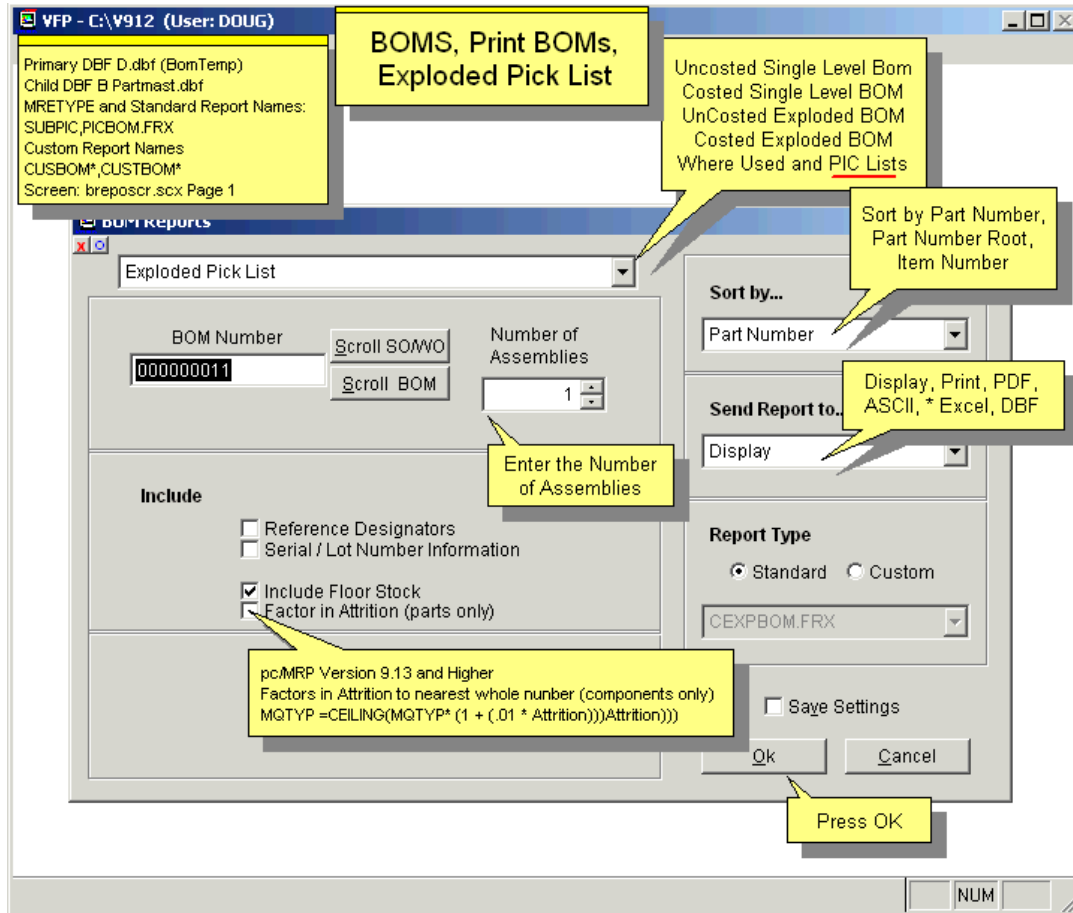 VFP - C:\V912 (User: DOUG)
BOMS, Print BOMs,
Exploded Pick List
Primary DBF D.dbf (BomTemp)
Child DBF B Partmast.dbf
MRETYPE and Standard Report Names:
SUBPIC,PICBOM.FRX
Custom Report Names
CUSBOM*,CUSTBOM*
Screen: breposcr.scx Page 1
Uncosted Single Level Bom
Costed Single Level BOM
UnCosted Exploded BOM
Costed Exploded BOM
Where Used and PIC Lists
Sort by Part Number,
Part Number Root,
Item Number
BOM Reports
Exploded Pick List
Sort by...
Part Number
BOM Number
Scroll SO/WO
Number of
Assemblies
000000011
Scroll BOM
1
Display, Print, PDF,
ASCII, * Excel, DBF
Send Report to..
Display
Enter the Number
of Assemblies
Include
Reference Designators
Serial / Lot Number Information
Include Floor Stock
Factor in Attrition (parts only)
Report Type
Standard
Custom
CEXPBOM.FRX
pc/MRP Version 9.13 and Higher
Factors in Attrition to nearest whole nunber (components only)
MQTYP =CEILING(MQTYP* (1 + (.01 * Attrition)))Attrition)))
Save Settings
Ok
Cancel
Press OK
NUM